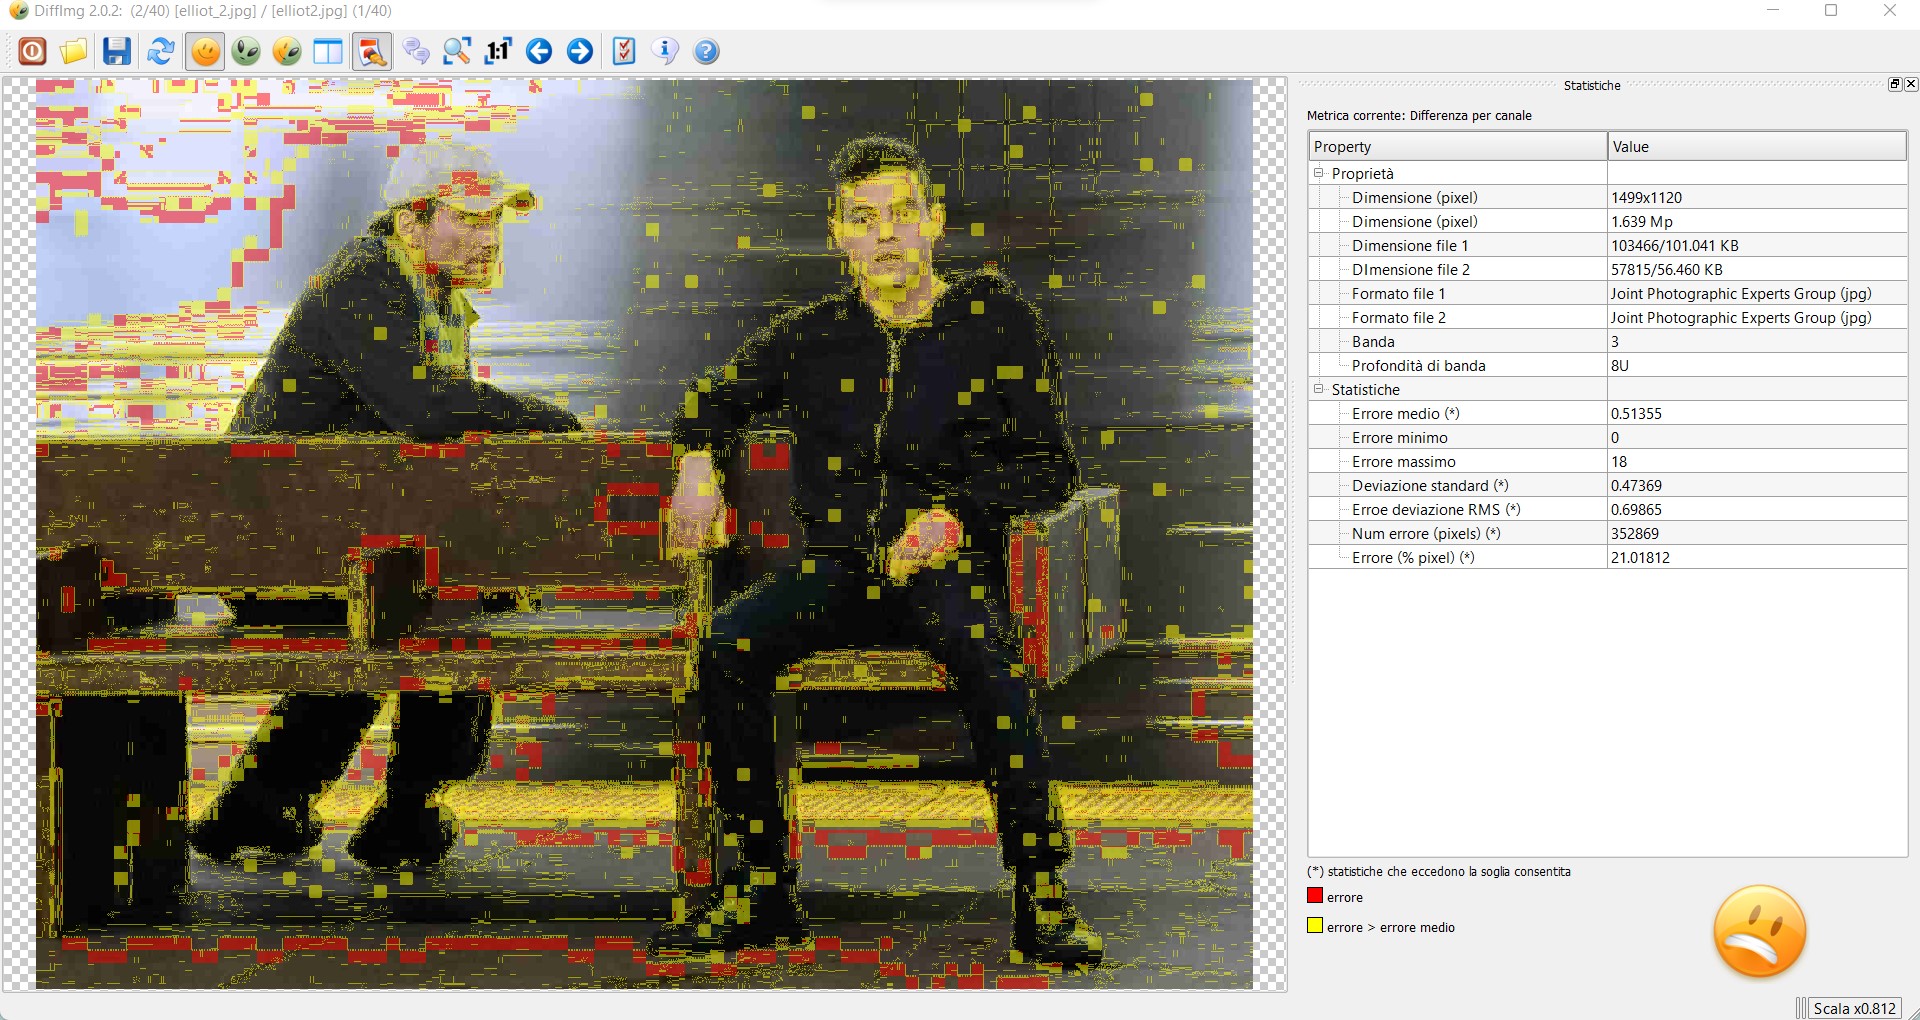 DiffImg 2.0.2: (2/40) [elliot_2.jpg] / [elliot2.jpg] (1/40)
1:1
Statistiche
Metrica corrente: Differenza per canale
Property Value
Proprietà
Dimensione (pixel) 1499x1120
Dimensione (pixel) 1.639 Mp
Dimensione file 1 103466/101.041 KB
DImensione file 2 57815/56.460 KB
Formato file 1 Joint Photographic Experts Group (jpg)
Formato file 2 Joint Photographic Experts Group (jpg)
Banda 3
Profondità di banda 8U
Statistiche
Errore medio (*) 0.51355
Errore minimo 0
Errore massimo 18
Deviazione standard (*) 0.47369
Erroe deviazione RMS (*) 0.69865
Num errore (pixels) (*) 352869
Errore (% pixel) (*) 21.01812
(*) statistiche che eccedono la soglia consentita
errore
errore > errore medio
Scala x0.812